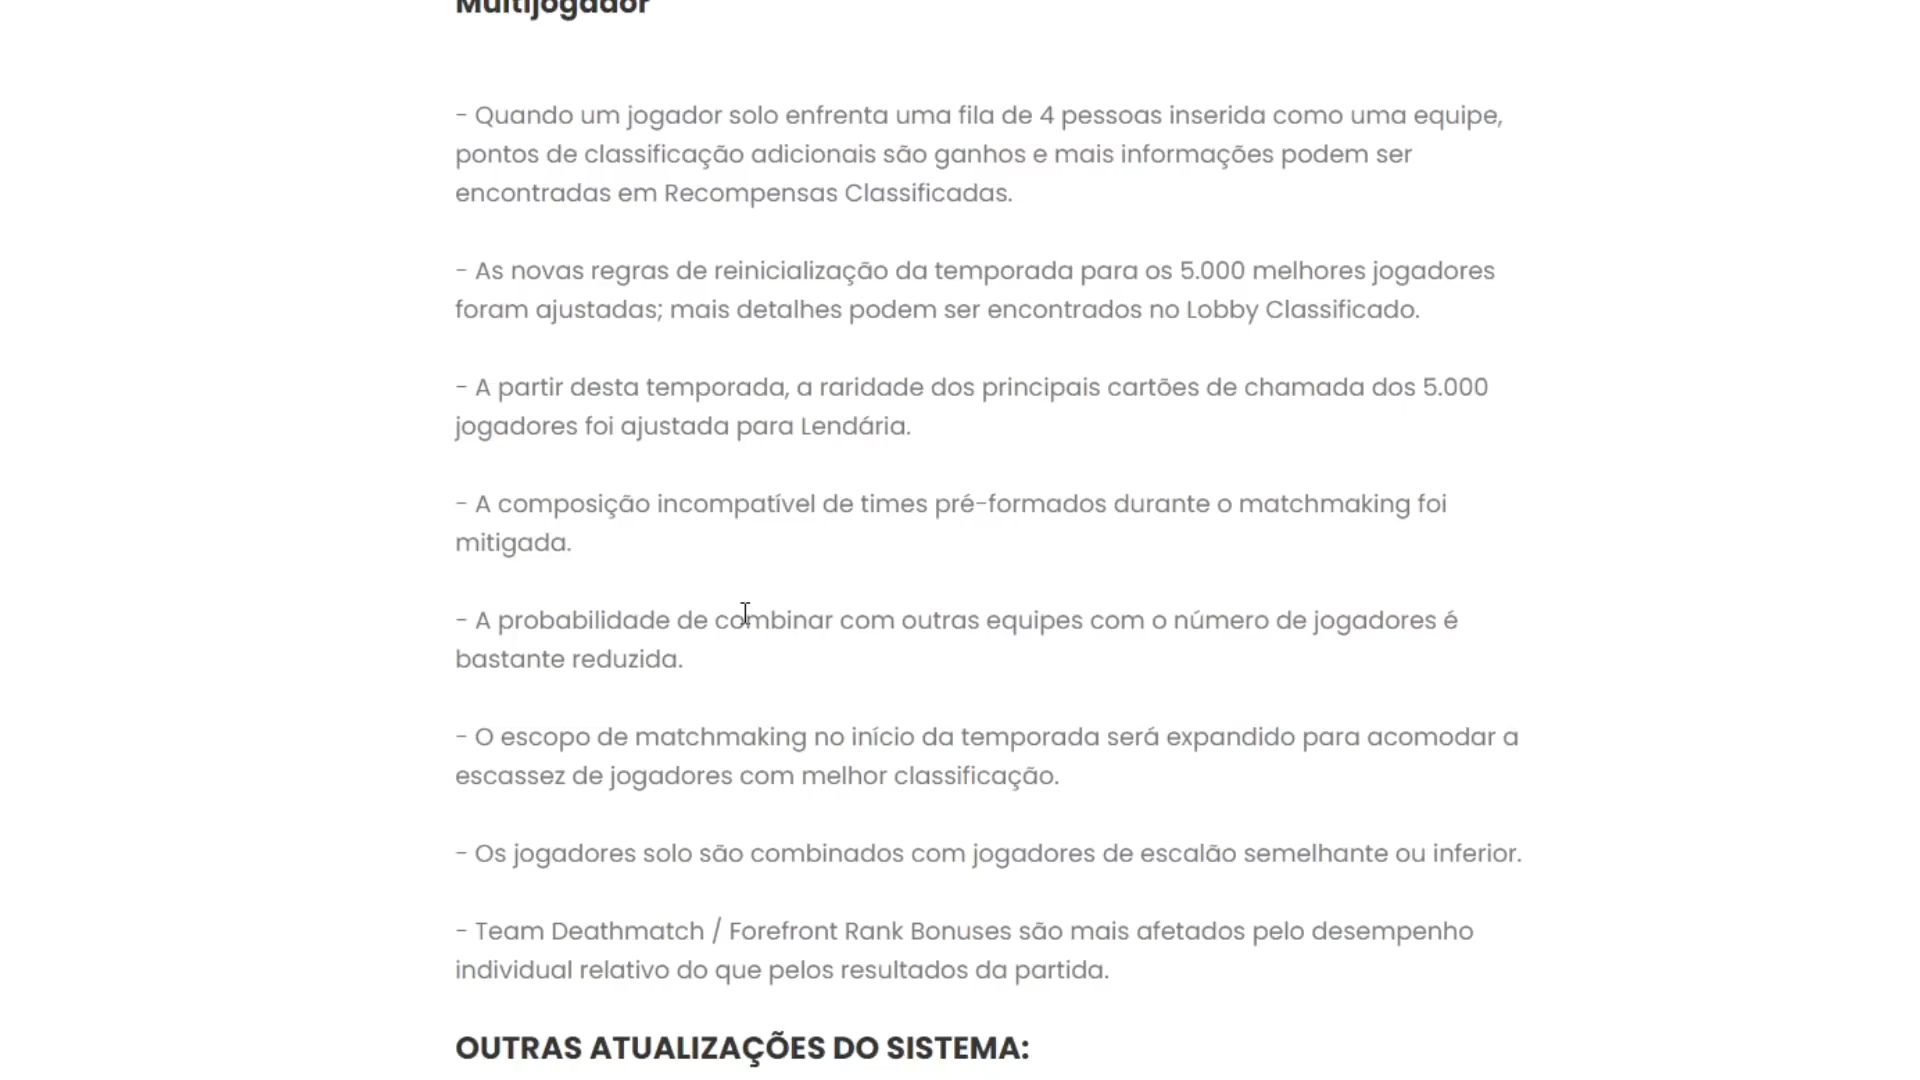 Multijogador
- Quando um jogador solo enfrenta uma fila de 4 pessoas inserida como uma equipe,
pontos de classificação adicionais são ganhos e mais informações podem ser
encontradas em Recompensas Classificadas.
- As novas regras de reinicialização da temporada para os 5.000 melhores jogadores
foram ajustadas; mais detalhes podem ser encontrados no Lobby Classificado.
- A partir desta temporada, a raridade dos principais cartões de chamada dos 5.000
jogadores foi ajustada para Lendária.
- A composição incompatível de times pré-formados durante o matchmaking foi
mitigada.
- A probabilidade de combinar com outras equipes com o número de jogadores é
bastante reduzida.
- O escopo de matchmaking no início da temporada será expandido para acomodar a
escassez de jogadores com melhor classificação.
- Os jogadores solo são combinados com jogadores de escalão semelhante ou inferior.
- Team Deathmatch / Forefront Rank Bonuses são mais afetados pelo desempenho
individual relativo do que pelos resultados da partida.
OUTRAS ATUALIZAÇÕES DO SISTEMA: